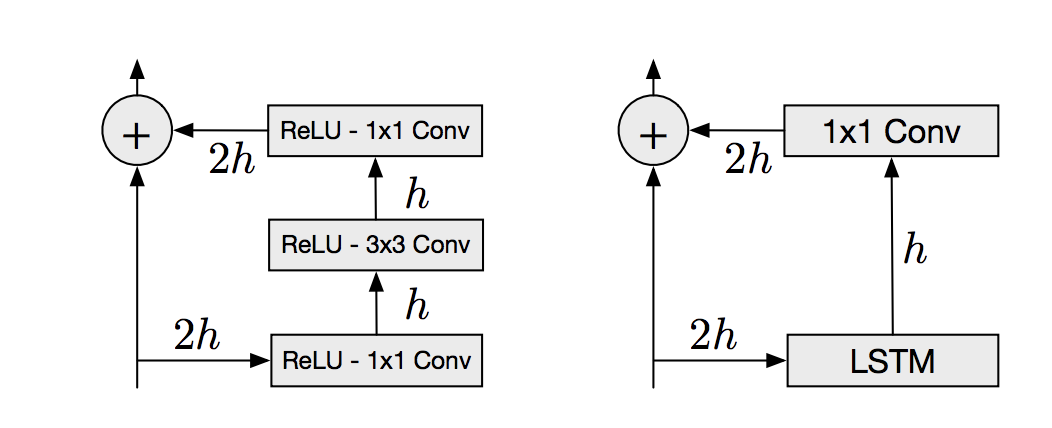 +
ReLU - 1x1 Conv
2h
h
ReLU - 3x3 Conv
h
2h
ReLU - 1x1 Conv
+
1x1 Conv
2h
h
2h
LSTM